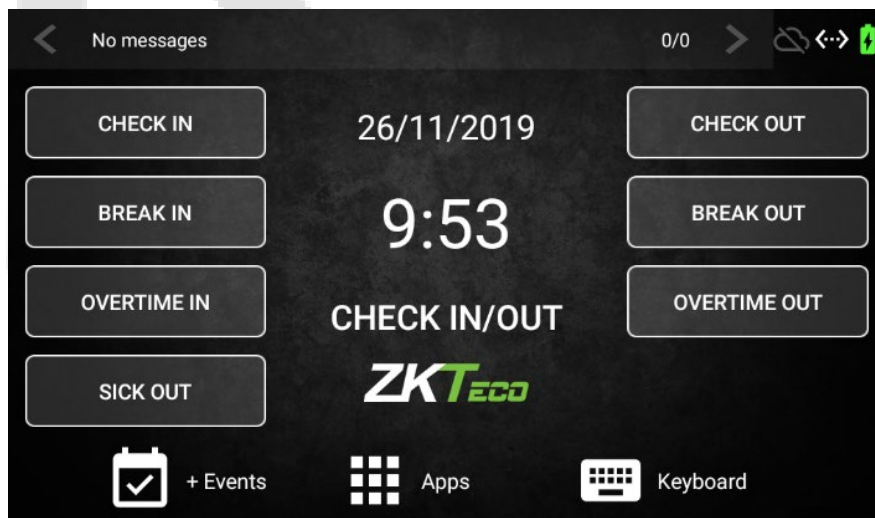 No messages 0/0
CHECK IN
26/11/2019
CHECK OUT
BREAK IN
9:53
BREAK OUT
OVERTIME IN
CHECK IN/OUT
OVERTIME OUT
SICK OUT
ZKTECO
+ Events
Apps
Keyboard